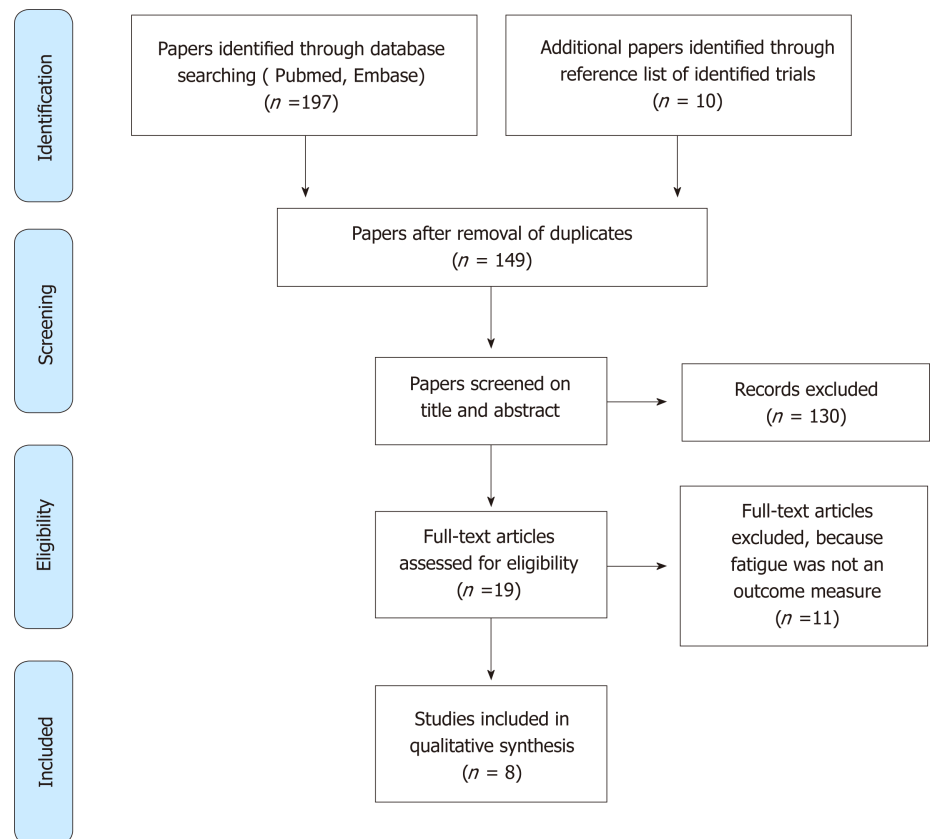 Identification
Papers identified through database
searching ( Pubmed, Embase)
(n =197)
Additional papers identified through
reference list of identified trials
(n = 10)
Papers after removal of duplicates
(n = 149)
Screening
Papers screened on
title and abstract
Records excluded
(n = 130)
Eligibility
Full-text articles
assessed for eligibility
(n =19)
Full-text articles
excluded, because
fatigue was not an
outcome measure
(n =11)
Included
Studies included in
qualitative synthesis
(n = 8)